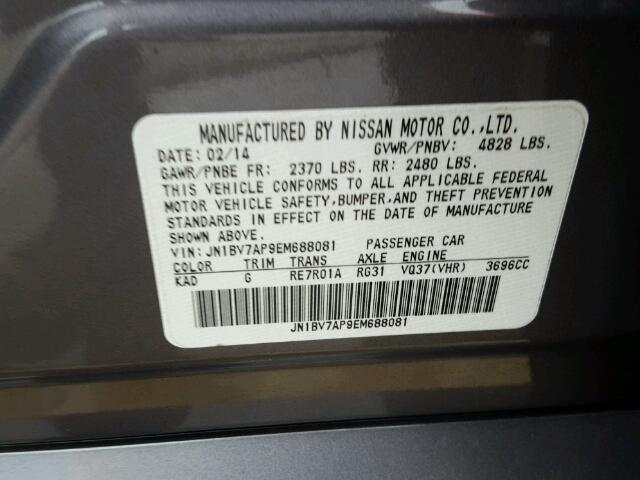 MANUFACTURED BY NISSAN MOTOR CO.,LTD.
DATE: 02/14 GVWR/PNBV: 4828 LBS.
GAWR/PNBE FR: 2370 LBS. RR: 2480 LBS.
THIS VEHICLE CONFORMS TO ALL APPLICABLE FEDERAL
MOTOR VEHICLE SAFETY, BUMPER, AND THEFT PREVENTION
STANDARDS IN EFFECT ON THE DATE OF MANUFACTURE
SHOWN ABOVE.
VIN: JN1BV7AP9EM688081 PASSENGER CAR
COLOR TRIM TRANS AXLE ENGINE
KAD G RE7R01A RG31 VQ37(VHR) 3696CC
JN1BV7AP9EM688081